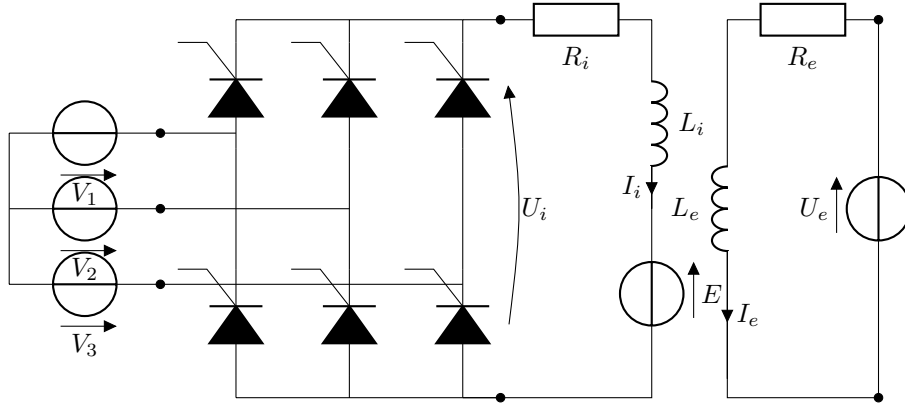 R_i
R_e
L_i
V_1
I_i
L_e
U_i
U_e
V_2
E
I_e
V_3